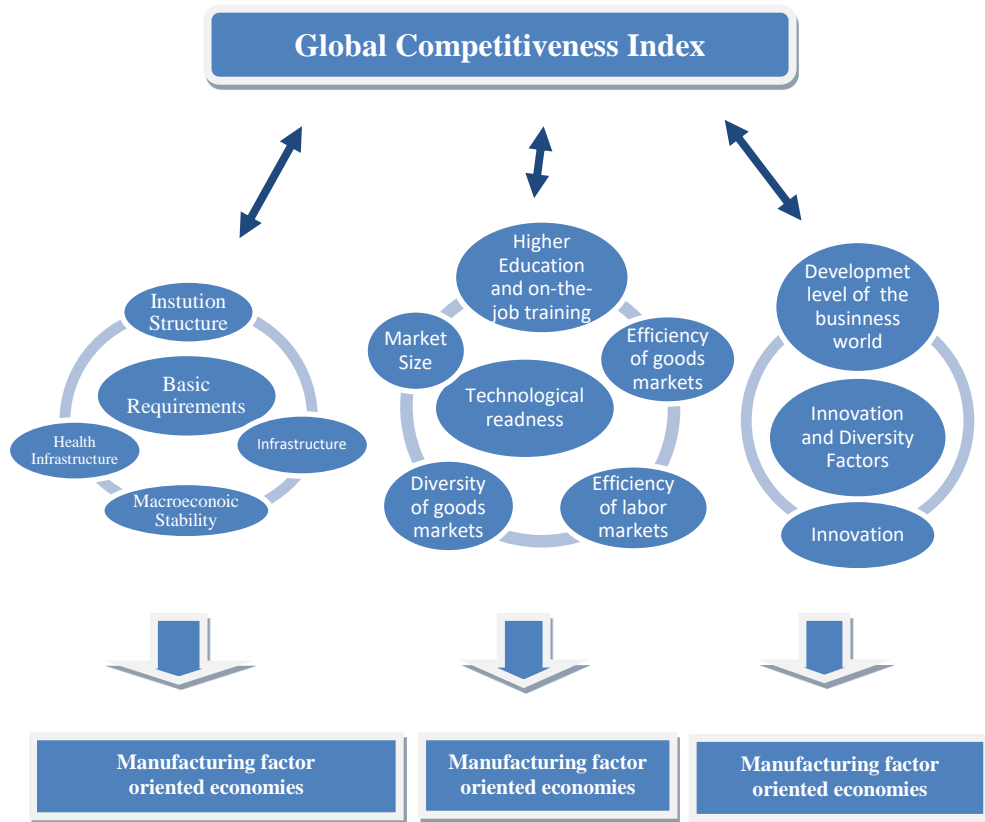 Global Competitiveness Index
Instution
Structure
Basic
Requirements
Health
Infrastructure
Infrastructure
Macroeconoic
Stability
Higher
Education
and on-the-
job training
Market
Size
Efficiency
of goods
markets
Technological
readness
Diversity
of goods
markets
Efficiency
of labor
markets
Developmet
level of the
businness
world
Innovation
and Diversity
Factors
Innovation
Manufacturing factor
oriented economies
Manufacturing factor
oriented economies
Manufacturing factor
oriented economies